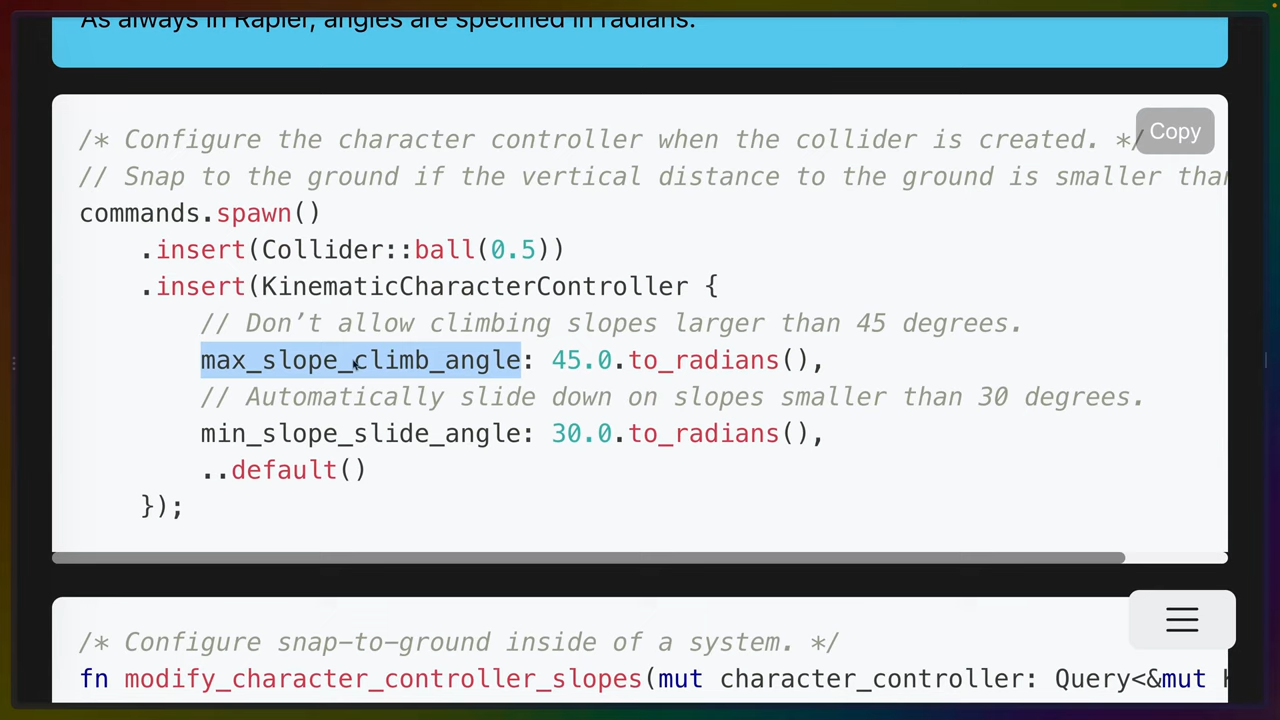 As always in Rapier, angles are specified in radians.
Copy
/* Configure the character controller when the collider is created. */
// Snap to the ground if the vertical distance to the ground is smaller than
commands.spawn()
    .insert(Collider::ball(0.5))
    .insert(KinematicCharacterController {
        // Don’t allow climbing slopes larger than 45 degrees.
        max_slope_climb_angle: 45.0.to_radians(),
        // Automatically slide down on slopes smaller than 30 degrees.
        min_slope_slide_angle: 30.0.to_radians(),
        ..default()
    });
/* Configure snap-to-ground inside of a system. */
fn modify_character_controller_slopes(mut character_controller: Query<&mut